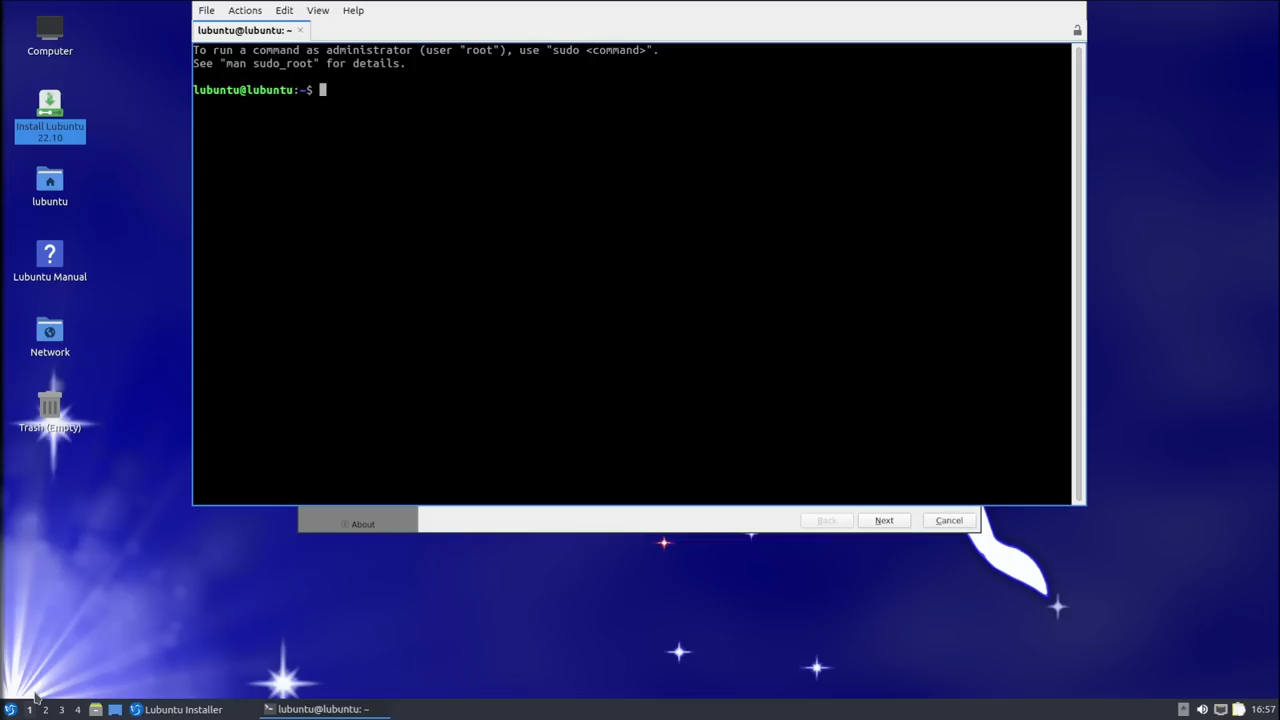 File Actions Edit View Help
lubuntu@lubuntu: ~
To run a command as administrator (user "root"), use "sudo <command>".
See "man sudo_root" for details.
lubuntu@lubuntu:~$
Computer
Install Lubuntu
22.10
lubuntu
?
Lubuntu Manual
Network
Trash (Empty)
About
Back Next Cancel
1 2 3 4 Lubuntu Installer lubuntu@lubuntu: ~ 16:57